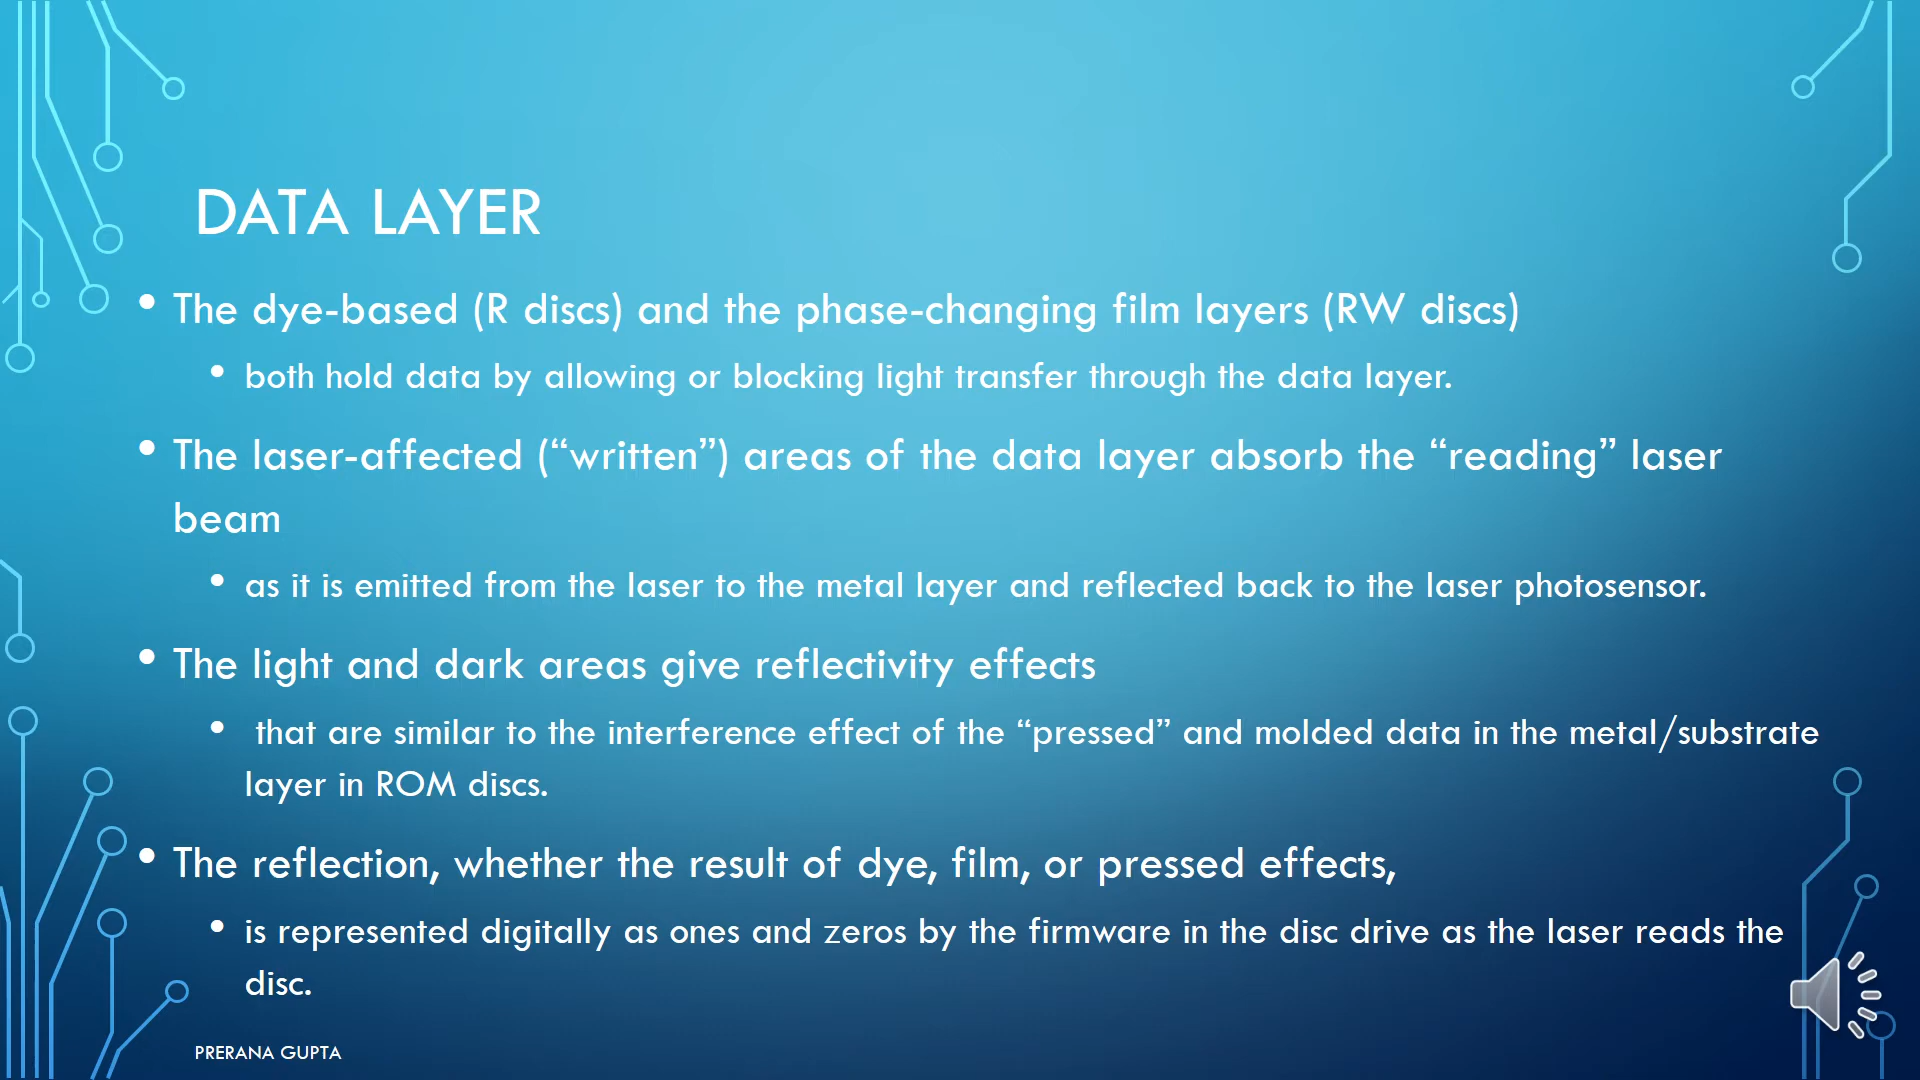 DATA LAYER
• The dye-based (R discs) and the phase-changing film layers (RW discs)
• both hold data by allowing or blocking light transfer through the data layer.
• The laser-affected (“written”) areas of the data layer absorb the “reading” laser
beam
• as it is emitted from the laser to the metal layer and reflected back to the laser photosensor.
• The light and dark areas give reflectivity effects
• that are similar to the interference effect of the “pressed” and molded data in the metal/substrate
layer in ROM discs.
• The reflection, whether the result of dye, film, or pressed effects,
• is represented digitally as ones and zeros by the firmware in the disc drive as the laser reads the
disc.
PRERANA GUPTA